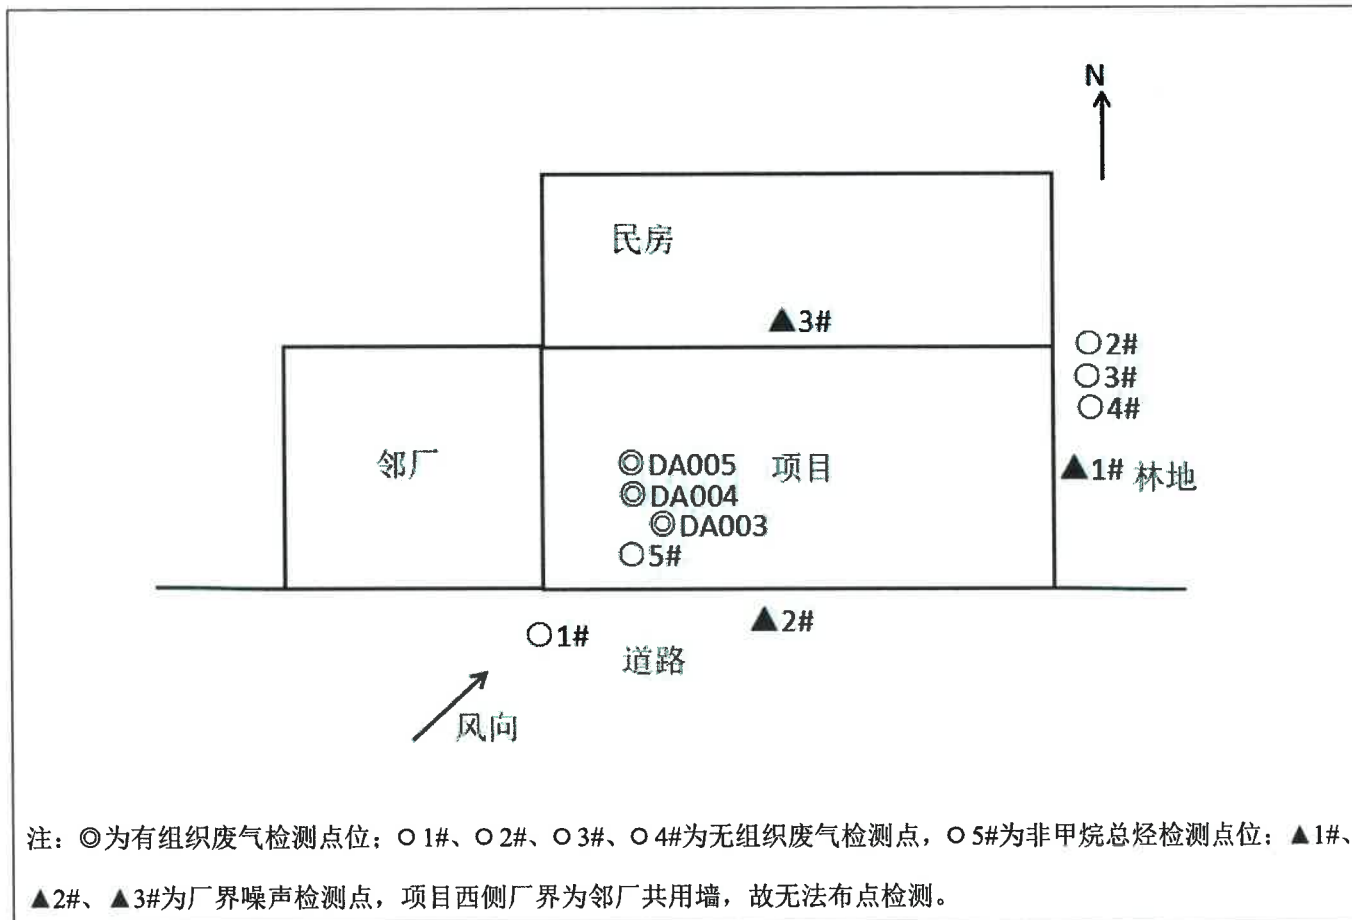 N
民房
▲3#
○2#
○3#
○4#
邻厂
◎DA005
项目
▲1#
林地
◎DA004
◎DA003
○5#
○1#
▲2#
道路
风向
注：◎为有组织废气检测点位；○1#、○2#、○3#、○4#为无组织废气检测点，○5#为非甲烷总烃检测点位；▲1#、
▲2#、▲3#为厂界噪声检测点，项目西侧厂界为邻厂共用墙，故无法布点检测。